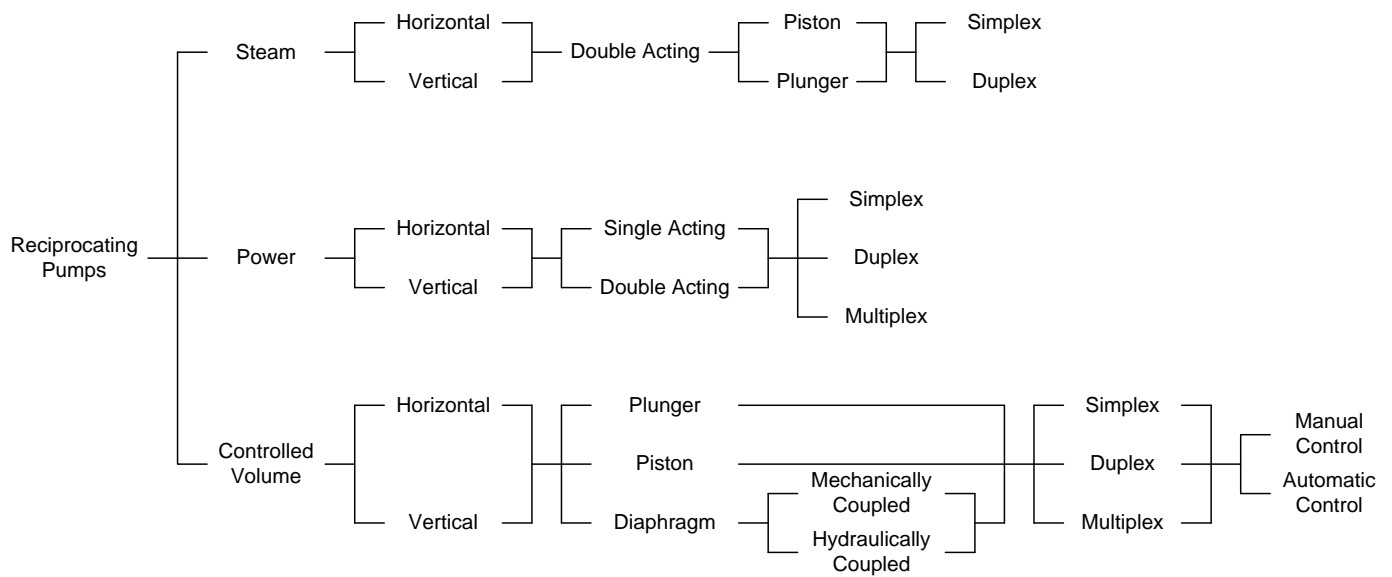 Reciprocating
Pumps
Steam
Horizontal
Vertical
Double Acting
Piston
Plunger
Simplex
Duplex
Power
Horizontal
Vertical
Single Acting
Double Acting
Simplex
Duplex
Multiplex
Controlled
Volume
Horizontal
Vertical
Plunger
Piston
Diaphragm
Mechanically
Coupled
Hydraulically
Coupled
Simplex
Duplex
Multiplex
Manual
Control
Automatic
Control